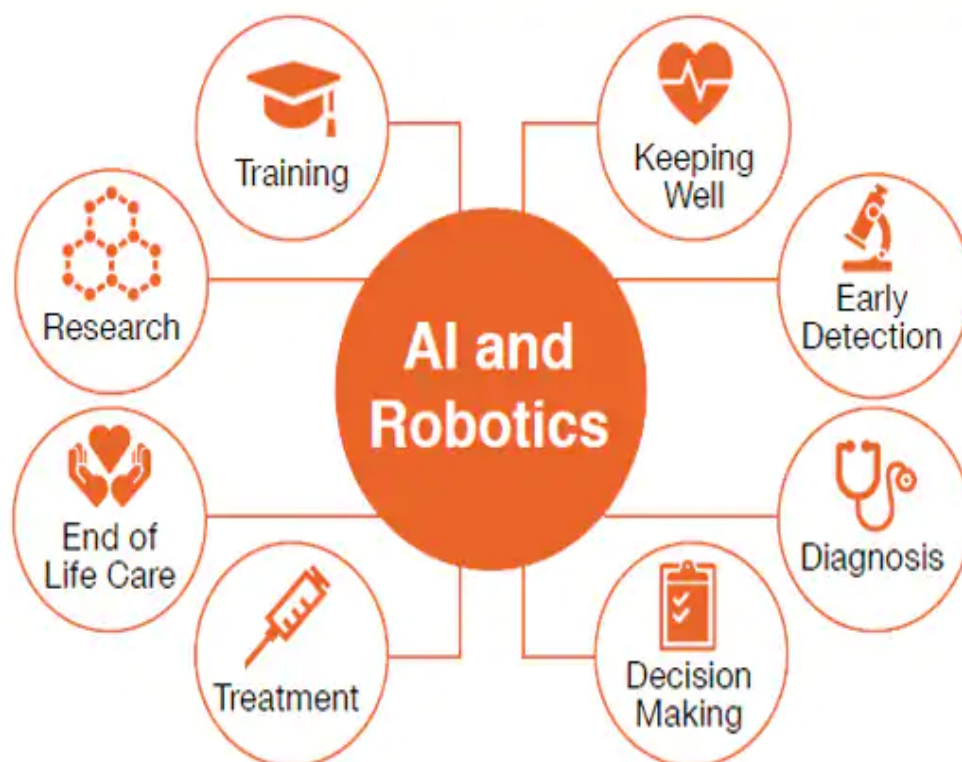 AI and
Robotics
Keeping
Well
Early
Detection
Diagnosis
Decision
Making
Treatment
End of
Life Care
Research
Training